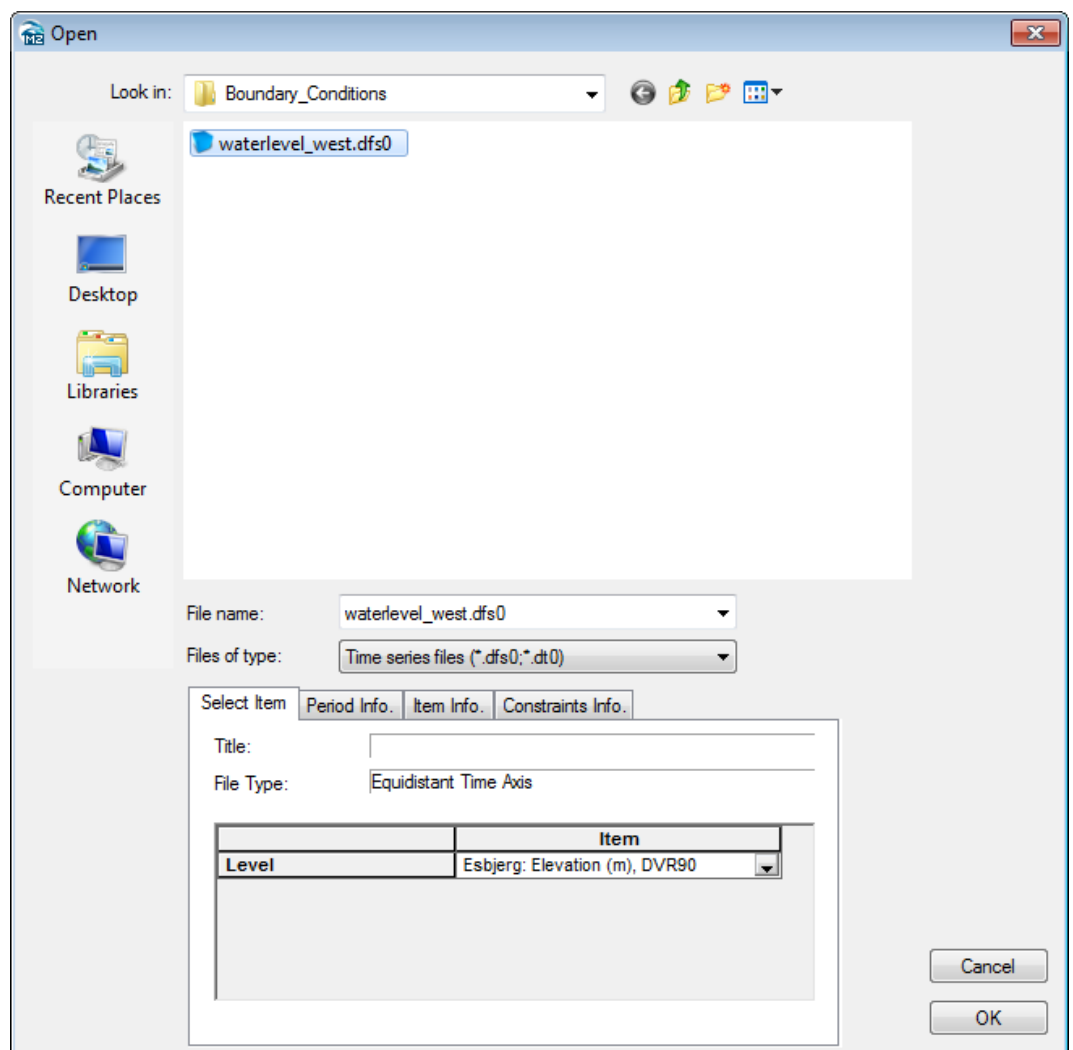 Open
Look in:
Boundary_Conditions
waterlevel_west.dfs0
Recent Places
Desktop
Libraries
Computer
Network
File name:
waterlevel_west.dfs0
Files of type:
Time series files (*.dfs0;*.dt0)
Select Item
Period Info.
Item Info.
Constraints Info.
Title:
File Type:
Equidistant Time Axis
Item
Level
Esbjerg: Elevation (m), DVR90
Cancel
OK